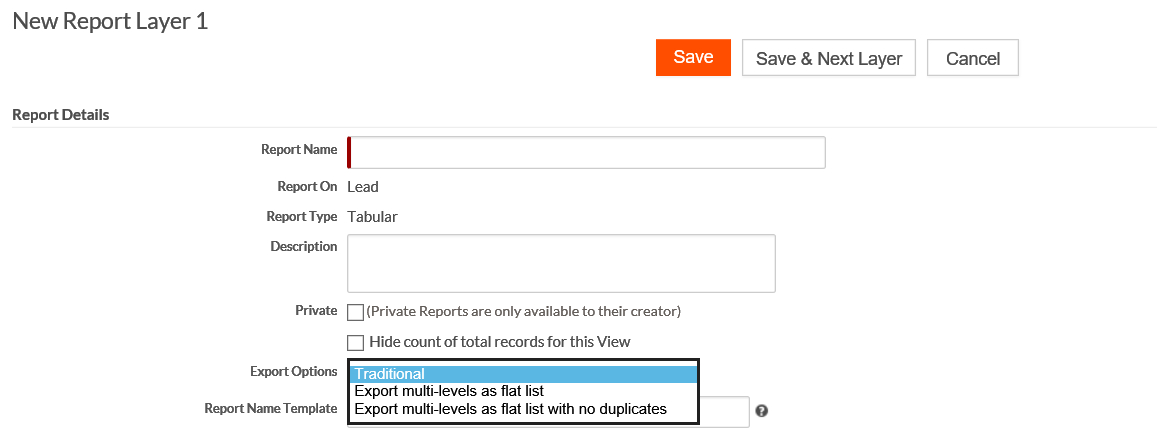 New Report Layer 1
Save
Save & Next Layer
Cancel
Report Details
Report Name
Report On Lead
Report Type Tabular
Description
Private (Private Reports are only available to their creator)
Hide count of total records for this View
Export Options Traditional
Export multi-levels as flat list
Report Name Template Export multi-levels as flat list with no duplicates ?